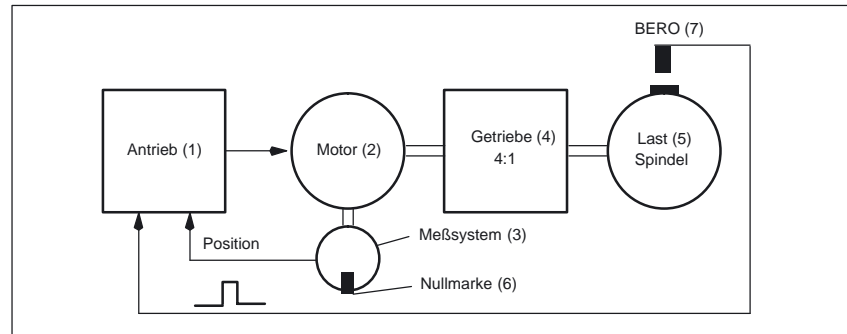 BERO (7)
Antrieb (1)
Motor (2)
Getriebe (4)
4:1
Last (5)
Spindel
Position
Meßsystem (3)
Nullmarke (6)